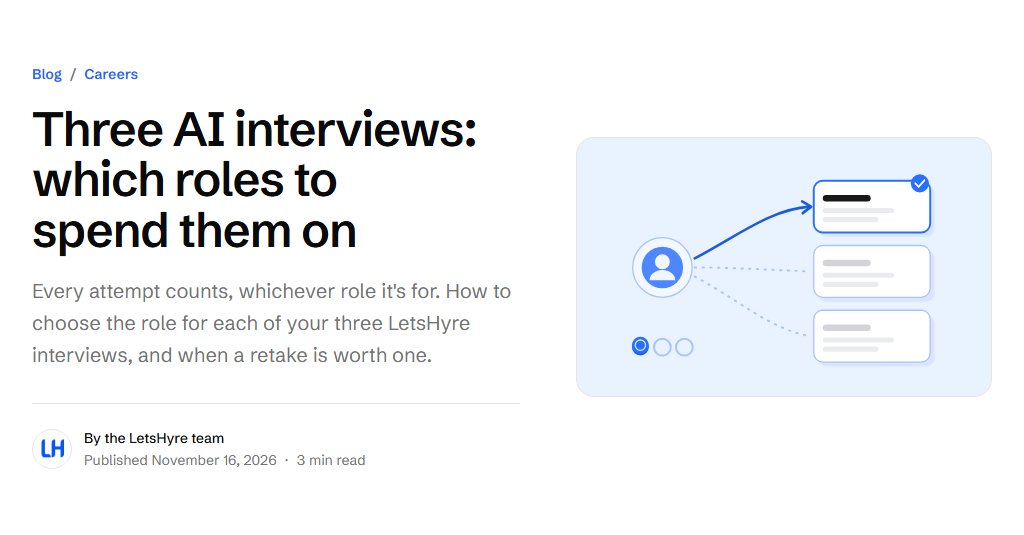 Blog / Careers
Three AI interviews:
which roles to
spend them on
Every attempt counts, whichever role it's for. How to
choose the role for each of your three LetsHyre
interviews, and when a retake is worth one.
LH
By the LetsHyre team
Published November 16, 2026 · 3 min read